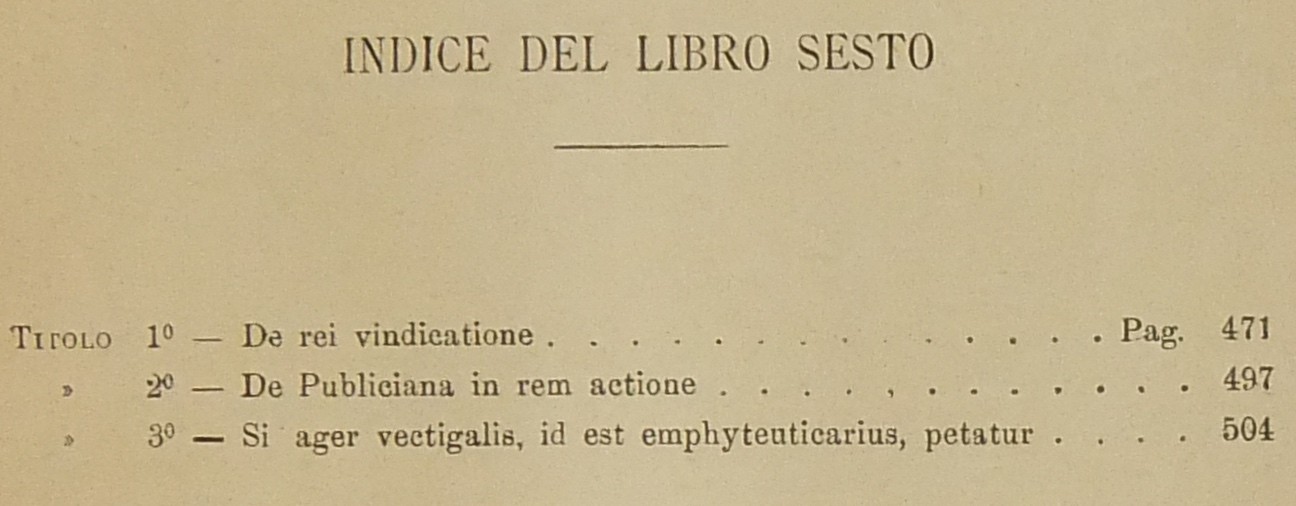 INDICE DEL LIBRO SESTO
TITOLO 1º — De rei vindicatione . . . . . . . . . . . . . . Pag. 471
» 2º — De Publiciana in rem actione . . . . . . . . . . . . 497
» 3º — Si ager vectigalis, id est emphyteuticarius, petatur . . . . 504